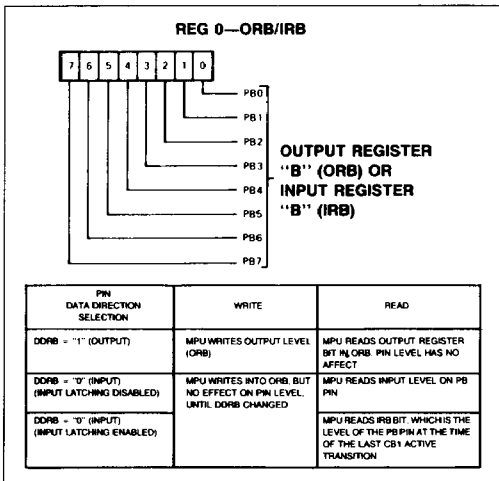 REG 0—ORB/IRB
7 6 5 4 3 2 1 0
PB0
PB1
PB2
PB3
PB4
PB5
PB6
PB7
OUTPUT REGISTER
"B" (ORB) OR
INPUT REGISTER
"B" (IRB)
PIN
DATA DIRECTION
SELECTION
WRITE
READ
DDRB = "1" (OUTPUT)
MPU WRITES OUTPUT LEVEL
(ORB)
MPU READS OUTPUT REGISTER
BIT IN ORB. PIN LEVEL HAS NO
AFFECT
DDRB = "0" (INPUT)
(INPUT LATCHING DISABLED)
MPU WRITES INTO ORB, BUT
NO EFFECT ON PIN LEVEL,
UNTIL DDRB CHANGED
MPU READS INPUT LEVEL ON PB
PIN
DDRB = "0" (INPUT)
(INPUT LATCHING ENABLED)
MPU READS IRB BIT, WHICH IS THE
LEVEL OF THE PB PIN AT THE TIME
OF THE LAST CB1 ACTIVE
TRANSITION